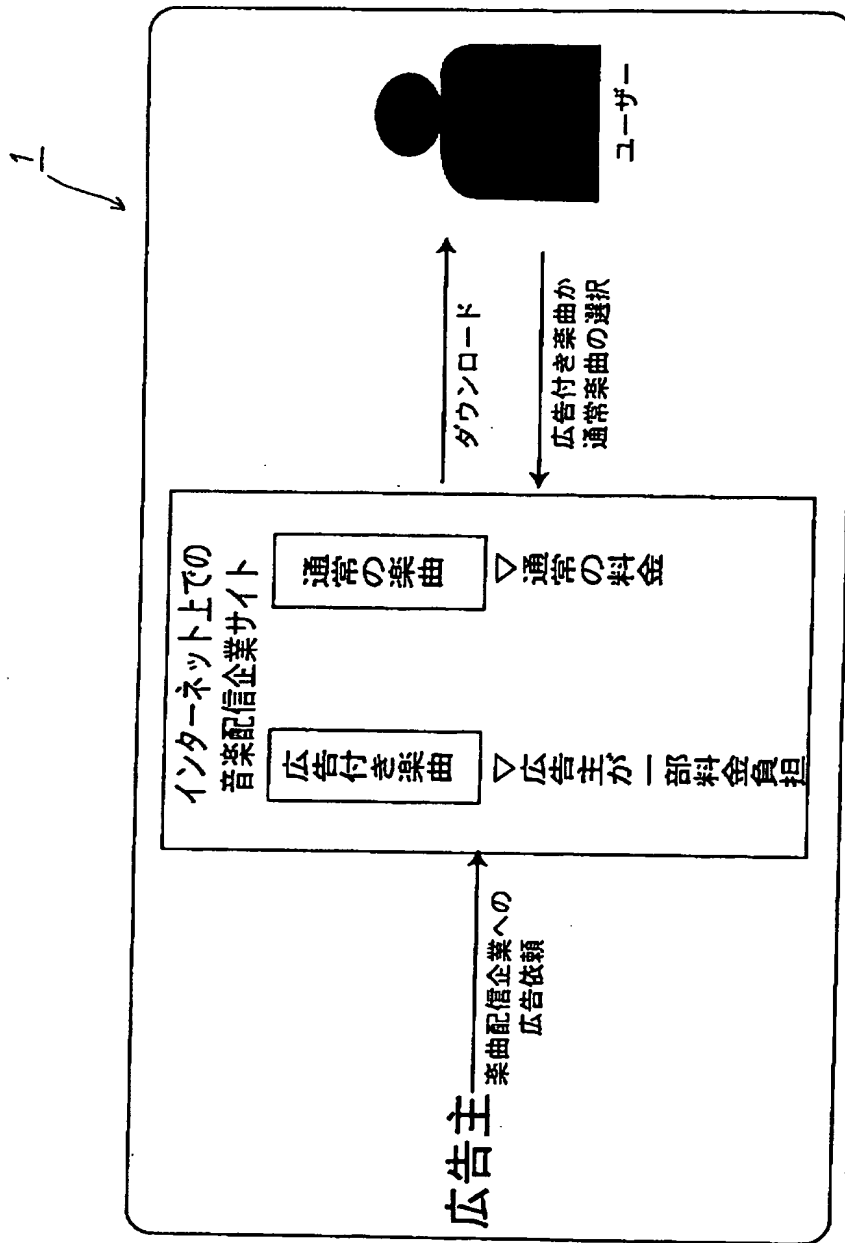 1
広告主
楽曲配信企業への
広告依頼
インターネット上での
音楽配信企業サイト
広告付き楽曲
▽広告主が一部料金負担
通常の楽曲
▽通常の料金
ダウンロード
広告付き楽曲か
通常楽曲の選択
ユーザー